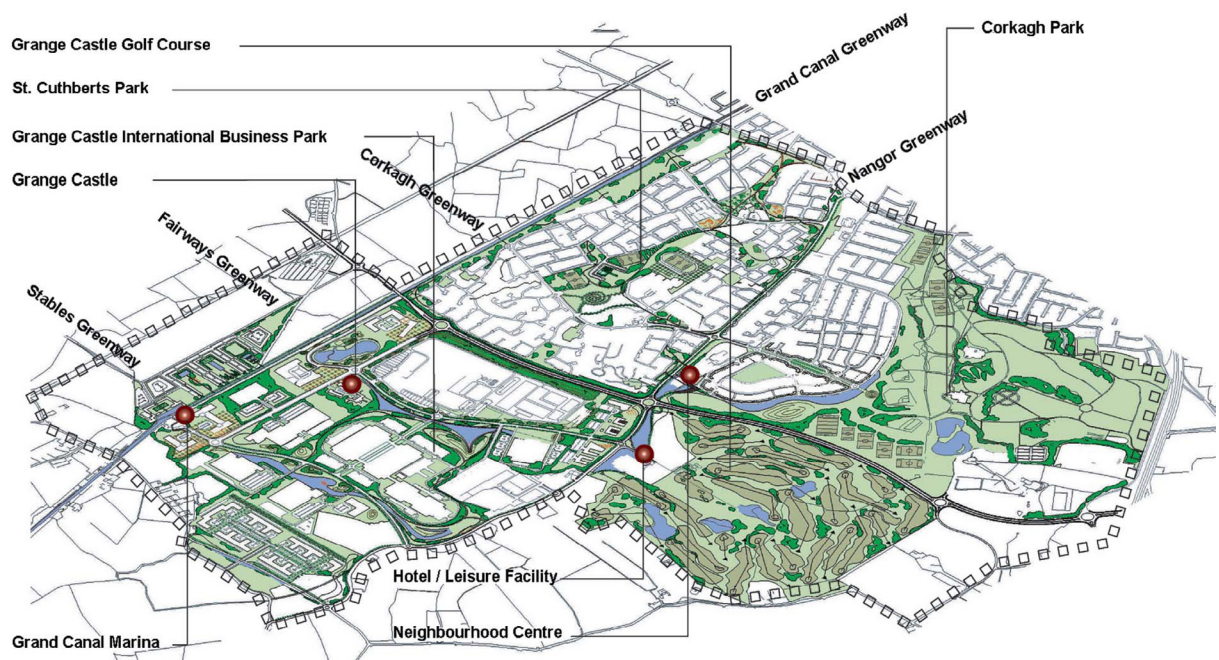 Grange Castle Golf Course
St. Cuthberts Park
Grange Castle International Business Park
Grange Castle
Corkagh Park
Grand Canal Greenway
Nangor Greenway
Corkagh Greenway
Fairways Greenway
Stables Greenway
Hotel / Leisure Facility
Neighbourhood Centre
Grand Canal Marina